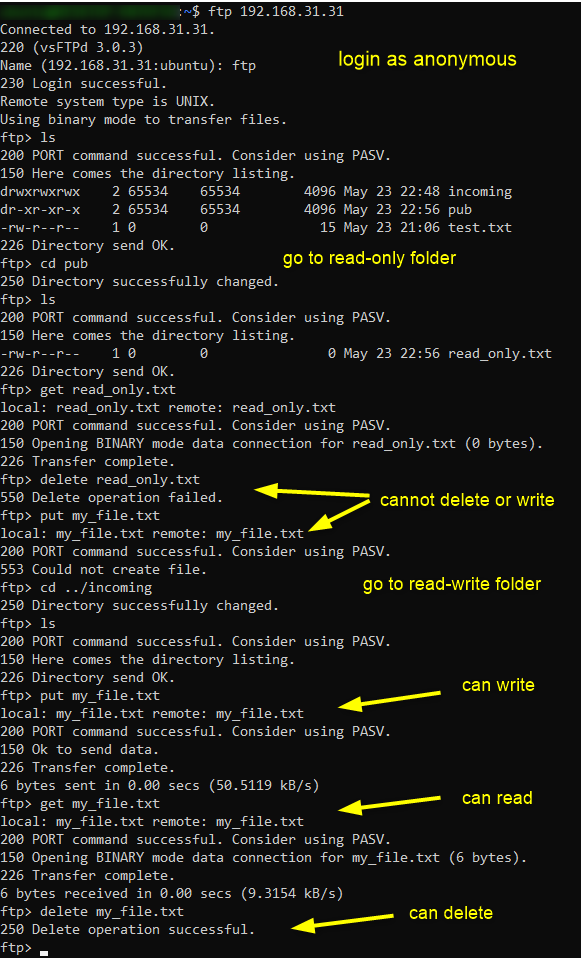 :~$ ftp 192.168.31.31
Connected to 192.168.31.31.
220 (vsFTPd 3.0.3)
Name (192.168.31.31:ubuntu): ftp
login as anonymous
230 Login successful.
Remote system type is UNIX.
Using binary mode to transfer files.
ftp> ls
200 PORT command successful. Consider using PASV.
150 Here comes the directory listing.
drwxrwxrwx    2 65534    65534        4096 May 23 22:48 incoming
dr-xr-xr-x    2 65534    65534        4096 May 23 22:56 pub
-rw-r--r--    1 0        0              15 May 23 21:06 test.txt
226 Directory send OK.
ftp> cd pub
go to read-only folder
250 Directory successfully changed.
ftp> ls
200 PORT command successful. Consider using PASV.
150 Here comes the directory listing.
-rw-r--r--    1 0        0               0 May 23 22:56 read_only.txt
226 Directory send OK.
ftp> get read_only.txt
local: read_only.txt remote: read_only.txt
200 PORT command successful. Consider using PASV.
150 Opening BINARY mode data connection for read_only.txt (0 bytes).
226 Transfer complete.
ftp> delete read_only.txt
550 Delete operation failed.
cannot delete or write
ftp> put my_file.txt
local: my_file.txt remote: my_file.txt
200 PORT command successful. Consider using PASV.
553 Could not create file.
ftp> cd ../incoming
go to read-write folder
250 Directory successfully changed.
ftp> ls
200 PORT command successful. Consider using PASV.
150 Here comes the directory listing.
226 Directory send OK.
ftp> put my_file.txt
can write
local: my_file.txt remote: my_file.txt
200 PORT command successful. Consider using PASV.
150 Ok to send data.
226 Transfer complete.
6 bytes sent in 0.00 secs (50.5119 kB/s)
ftp> get my_file.txt
can read
local: my_file.txt remote: my_file.txt
200 PORT command successful. Consider using PASV.
150 Opening BINARY mode data connection for my_file.txt (6 bytes).
226 Transfer complete.
6 bytes received in 0.00 secs (9.3154 kB/s)
ftp> delete my_file.txt
can delete
250 Delete operation successful.
ftp>